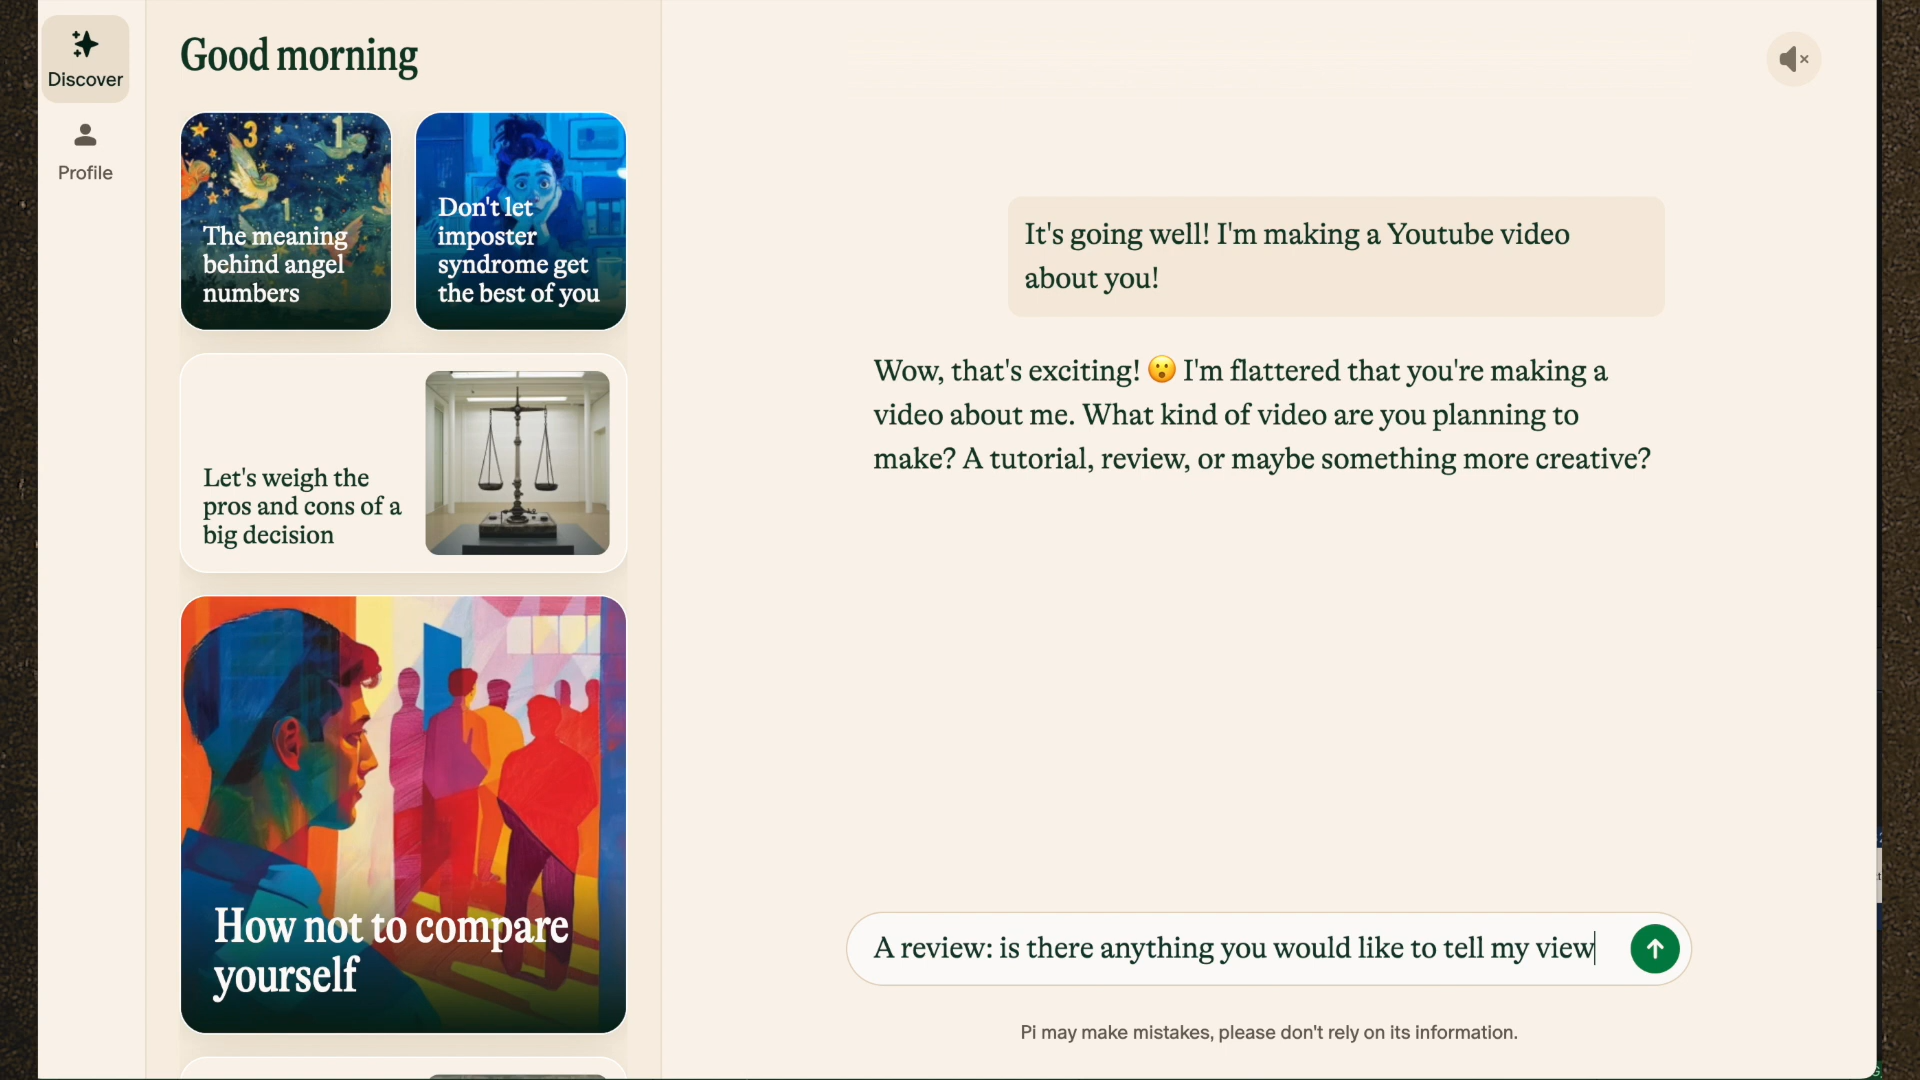 Discover
Profile
Good morning
3 1
1 3
The meaning
behind angel
numbers
Don't let
imposter
syndrome get
the best of you
Let's weigh the
pros and cons of a
big decision
How not to compare
yourself
It's going well! I'm making a Youtube video
about you!
Wow, that's exciting! 😮 I'm flattered that you're making a
video about me. What kind of video are you planning to
make? A tutorial, review, or maybe something more creative?
A review: is there anything you would like to tell my view
Pi may make mistakes, please don't rely on its information.